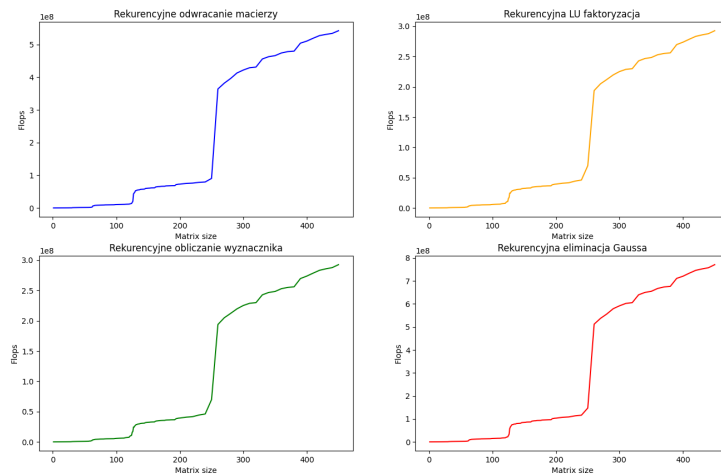 Rekurencyjne odwracanie macierzy
1e8
5
4
3
2
1
0
Flops
0 100 200 300 400
Matrix size
Rekurencyjna LU faktoryzacja
1e8
3.0
2.5
2.0
1.5
1.0
0.5
0.0
Flops
0 100 200 300 400
Matrix size
Rekurencyjne obliczanie wyznacznika
1e8
3.0
2.5
2.0
1.5
1.0
0.5
0.0
Flops
0 100 200 300 400
Matrix size
Rekurencyjna eliminacja Gaussa
1e8
8
7
6
5
4
3
2
1
0
Flops
0 100 200 300 400
Matrix size